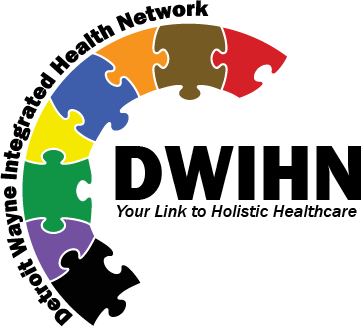 Detroit Wayne Integrated Health Network
DWIHN
Your Link to Holistic Healthcare